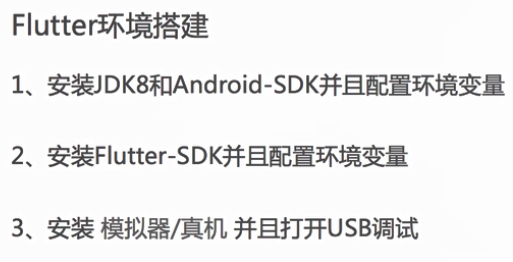 Flutter环境搭建
1、安装JDK8和Android-SDK并且配置环境变量
2、安装Flutter-SDK并且配置环境变量
3、安装 模拟器/真机 并且打开USB调试